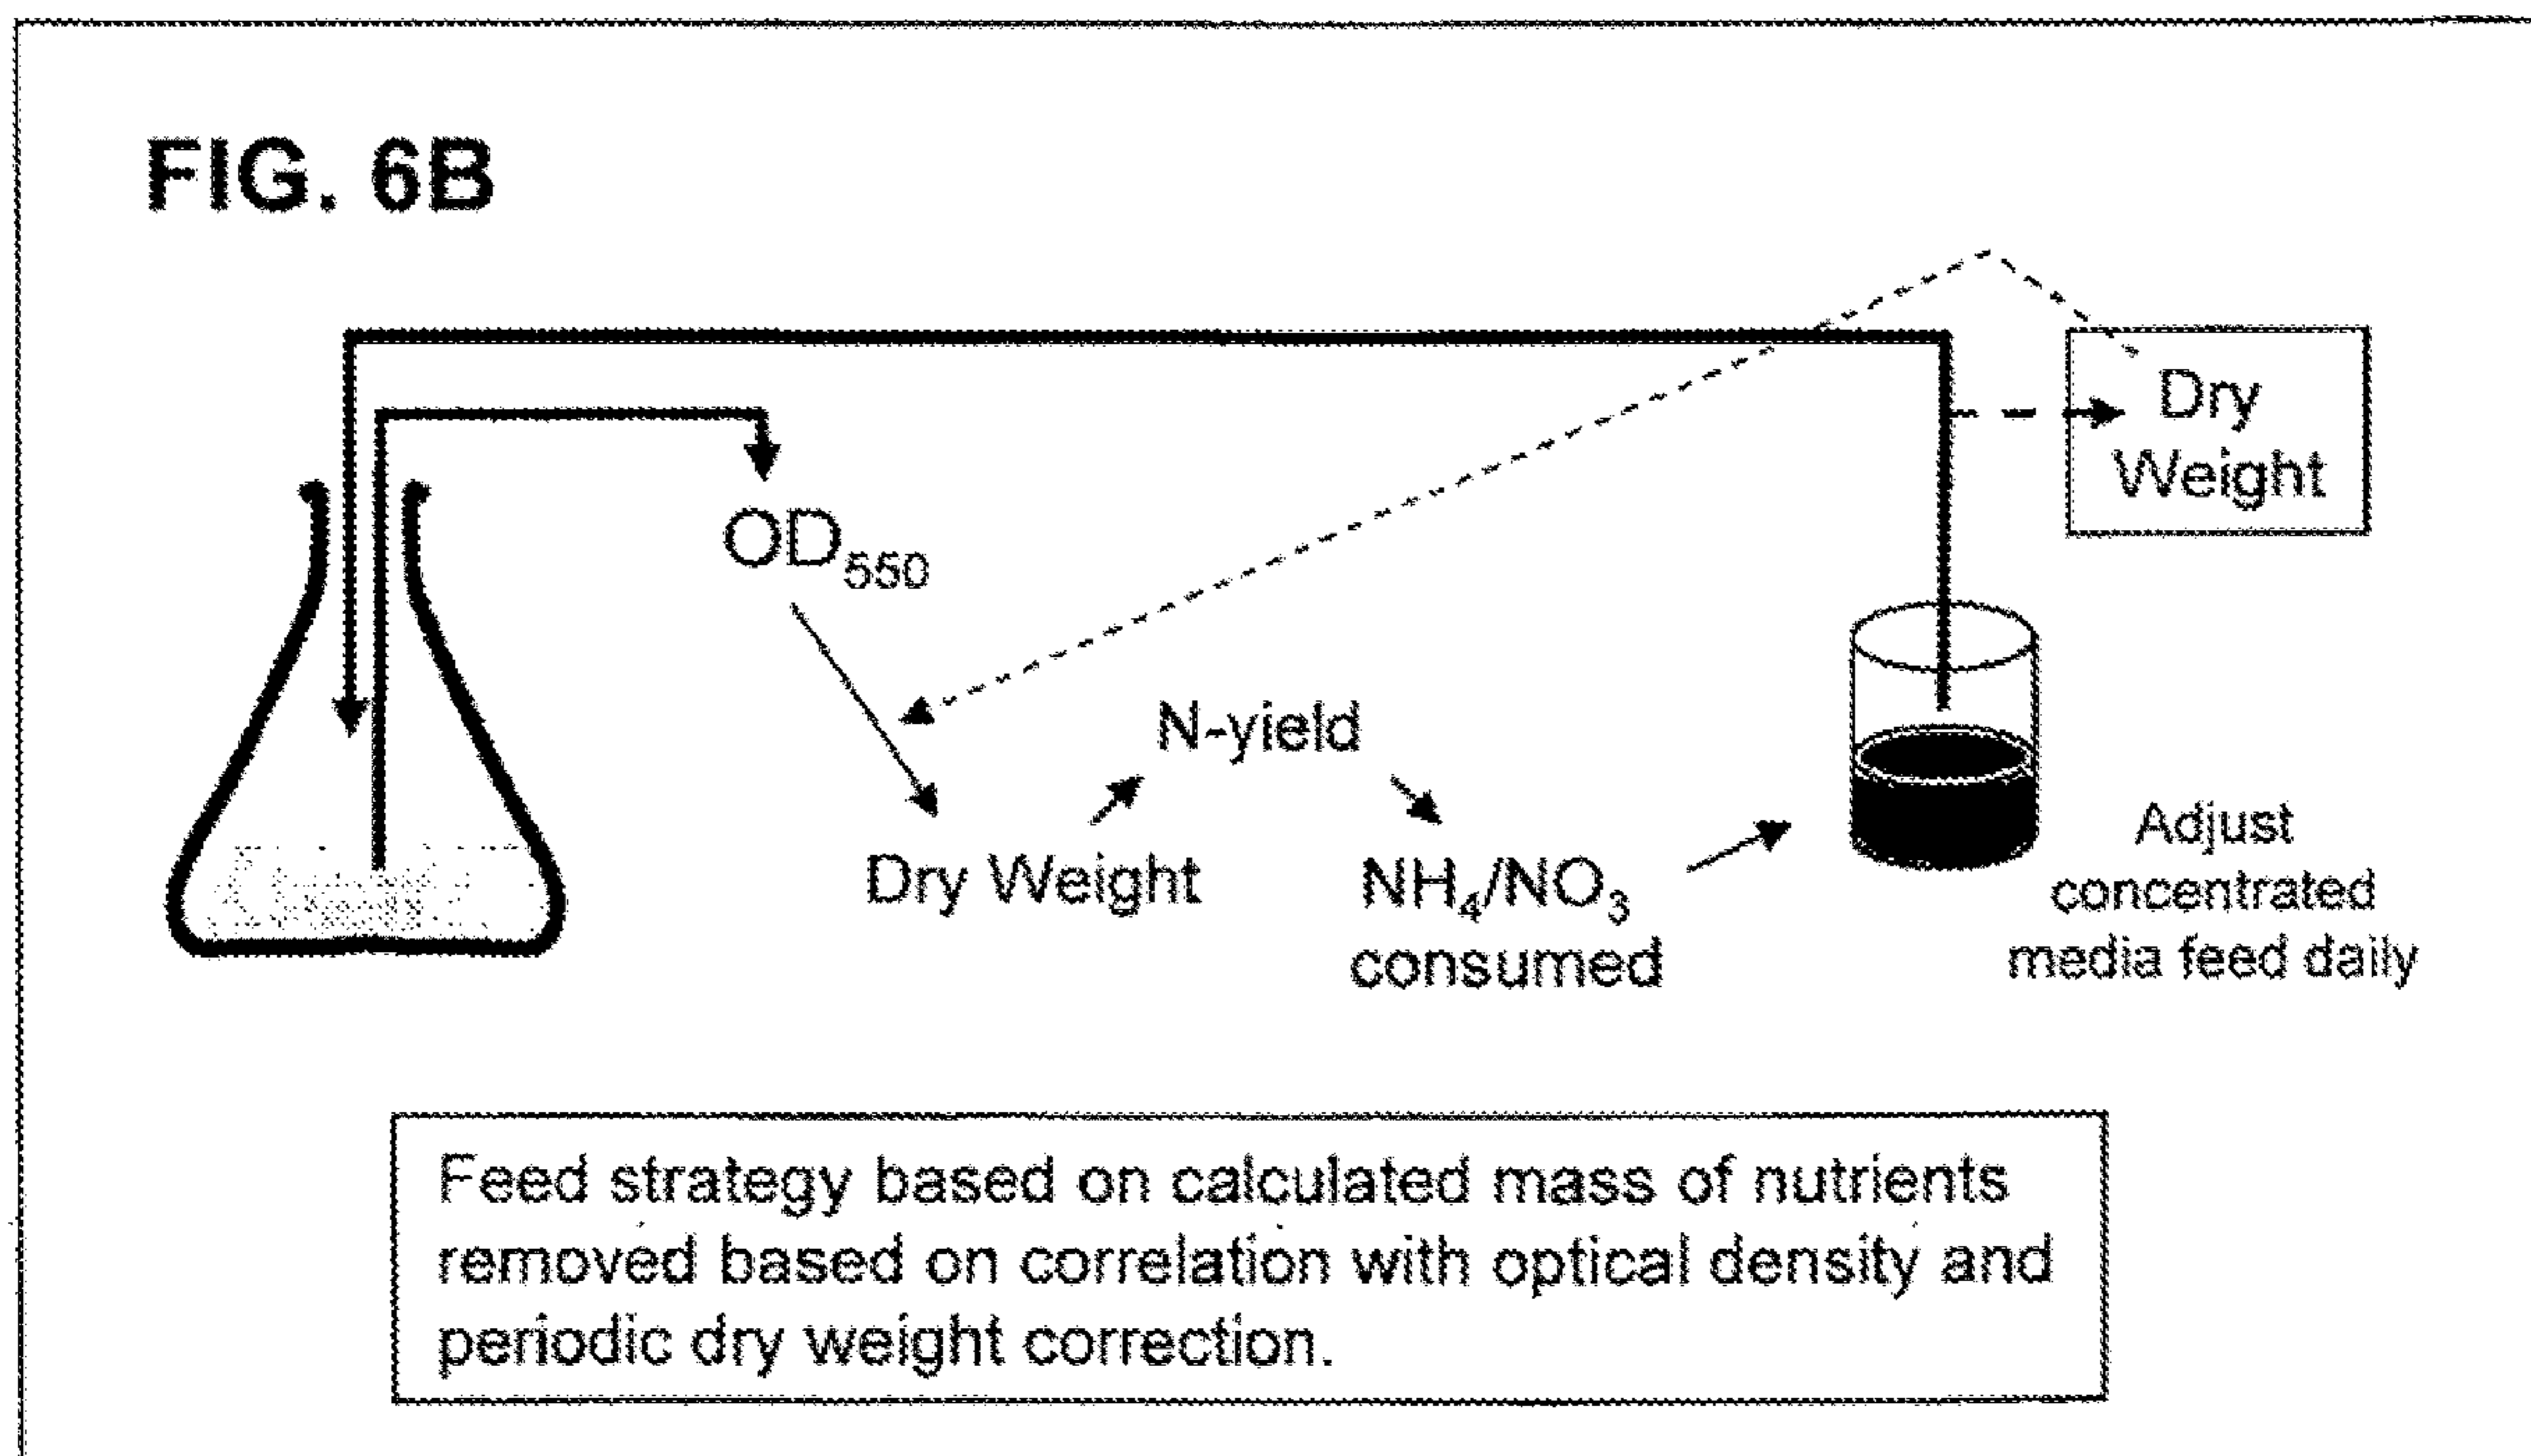 FIG. 6B
Dry
Weight
OD₅₅₀
N-yield
Dry Weight
NH₄/NO₃
consumed
Adjust
concentrated
media feed daily
Feed strategy based on calculated mass of nutrients
removed based on correlation with optical density and
periodic dry weight correction.